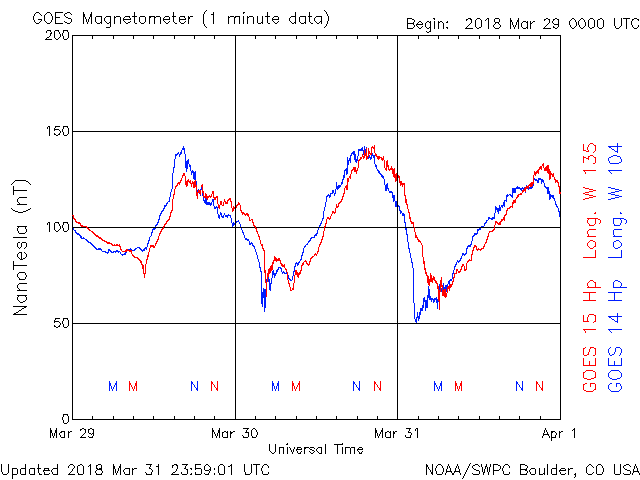 GOES Magnetometer (1 minute data)
Begin: 2018 Mar 29 0000 UTC
200
150
100
50
0
NanoTesla (nT)
M M N N M M N N M M N N
Mar 29 Mar 30 Mar 31 Apr 1
Universal Time
GOES 15 Hp Long. W 135
GOES 14 Hp Long. W 104
Updated 2018 Mar 31 23:59:01 UTC
NOAA/SWPC Boulder, CO USA